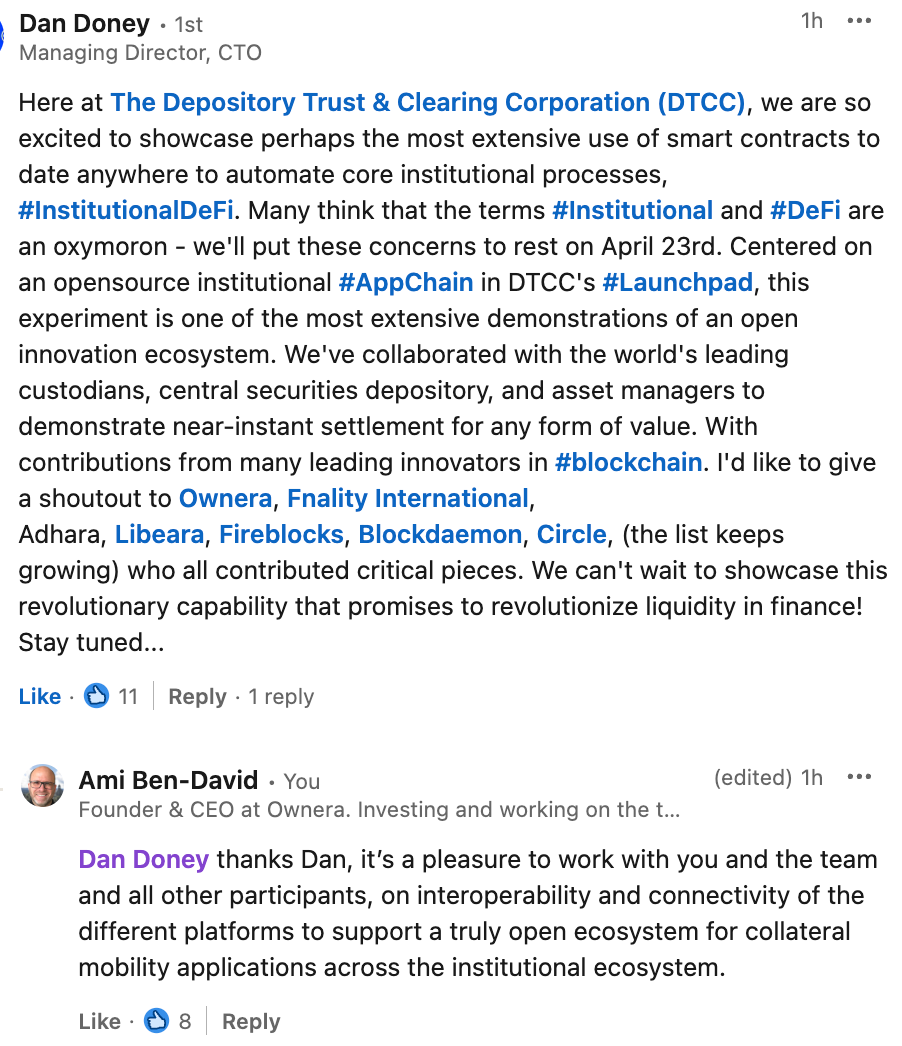 Dan Doney · 1st
1h ···
Managing Director, CTO
Here at The Depository Trust & Clearing Corporation (DTCC), we are so
excited to showcase perhaps the most extensive use of smart contracts to
date anywhere to automate core institutional processes,
#InstitutionalDeFi. Many think that the terms #Institutional and #DeFi are
an oxymoron - we'll put these concerns to rest on April 23rd. Centered on
an opensource institutional #AppChain in DTCC's #Launchpad, this
experiment is one of the most extensive demonstrations of an open
innovation ecosystem. We've collaborated with the world's leading
custodians, central securities depository, and asset managers to
demonstrate near-instant settlement for any form of value. With
contributions from many leading innovators in #blockchain. I'd like to give
a shoutout to Ownera, Fnality International,
Adhara, Libeara, Fireblocks, Blockdaemon, Circle, (the list keeps
growing) who all contributed critical pieces. We can't wait to showcase this
revolutionary capability that promises to revolutionize liquidity in finance!
Stay tuned...
Like · 11 | Reply · 1 reply
Ami Ben-David · You
(edited) 1h ···
Founder & CEO at Ownera. Investing and working on the t...
Dan Doney thanks Dan, it’s a pleasure to work with you and the team
and all other participants, on interoperability and connectivity of the
different platforms to support a truly open ecosystem for collateral
mobility applications across the institutional ecosystem.
Like · 8 | Reply